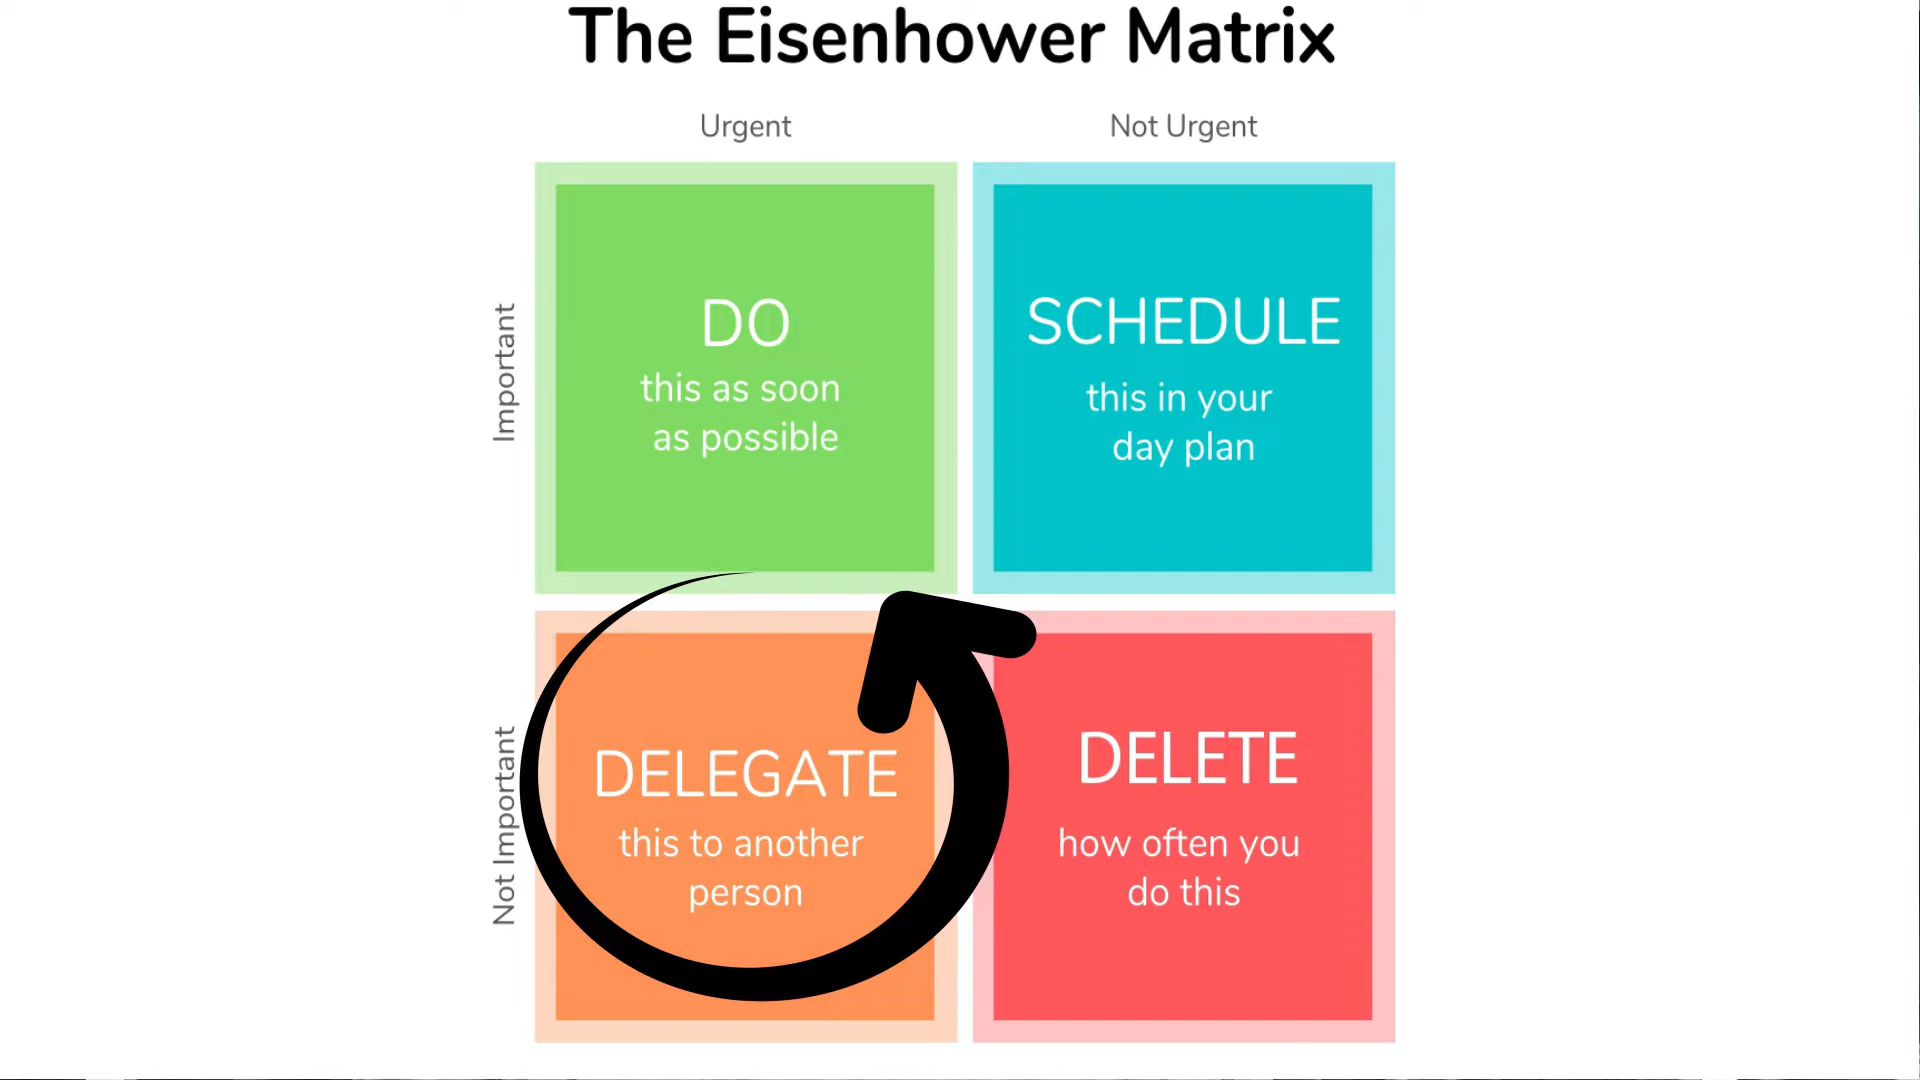 The Eisenhower Matrix
Urgent
Not Urgent
Important
DO
this as soon
as possible
SCHEDULE
this in your
day plan
Not Important
DELEGATE
this to another
person
DELETE
how often you
do this